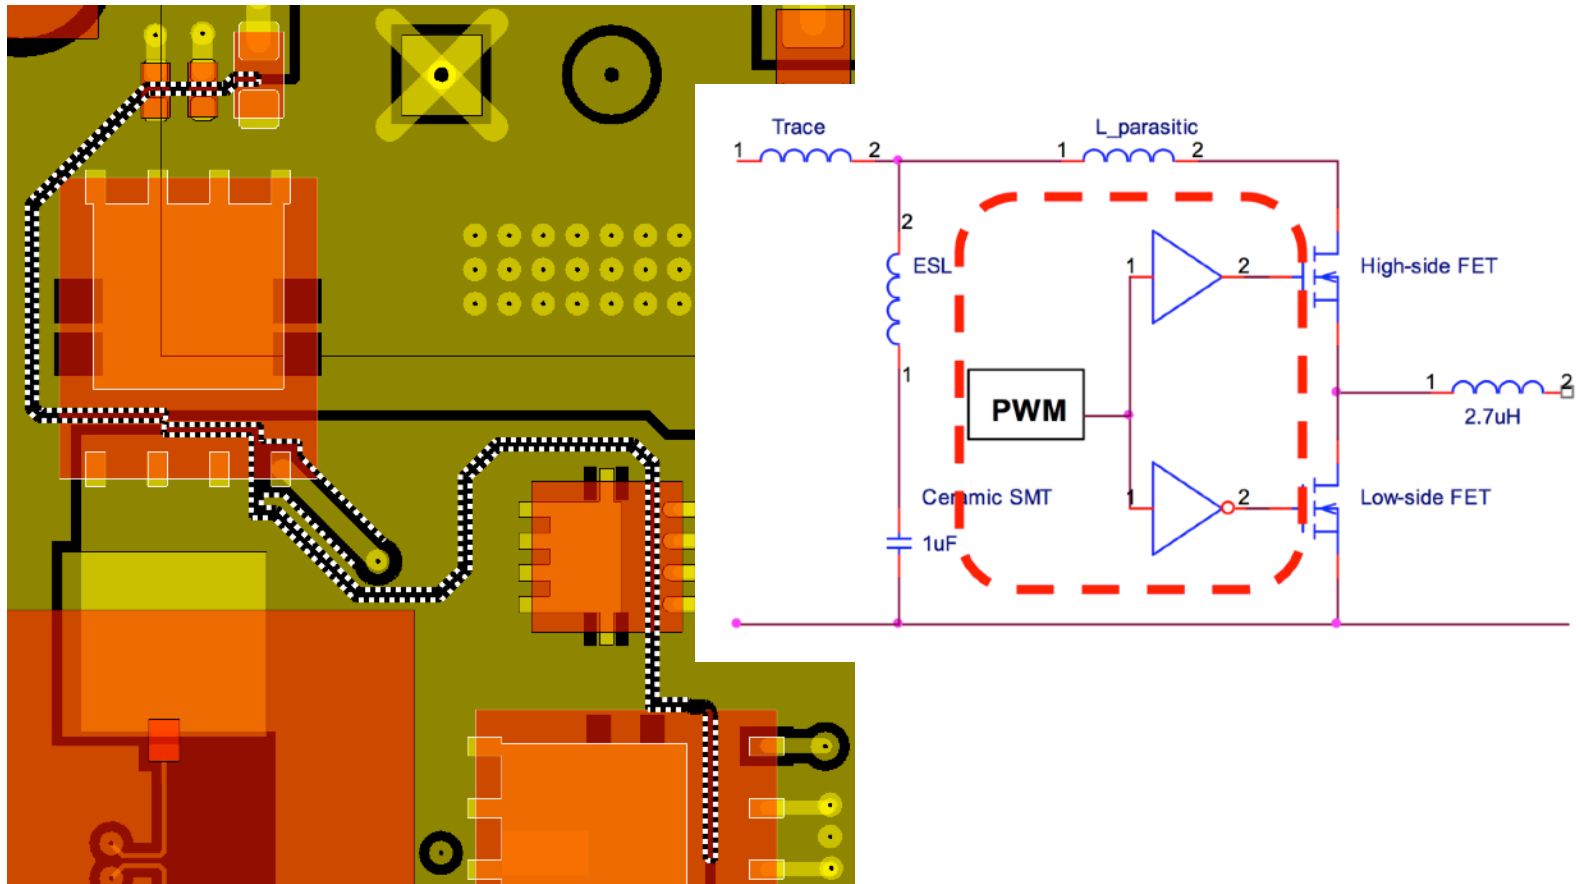 Trace
L_parasitic
1
2
1
2
2
ESL
1
2
High-side FET
1
PWM
1
2
2.7uH
Ceramic SMT
1
2
Low-side FET
1uF